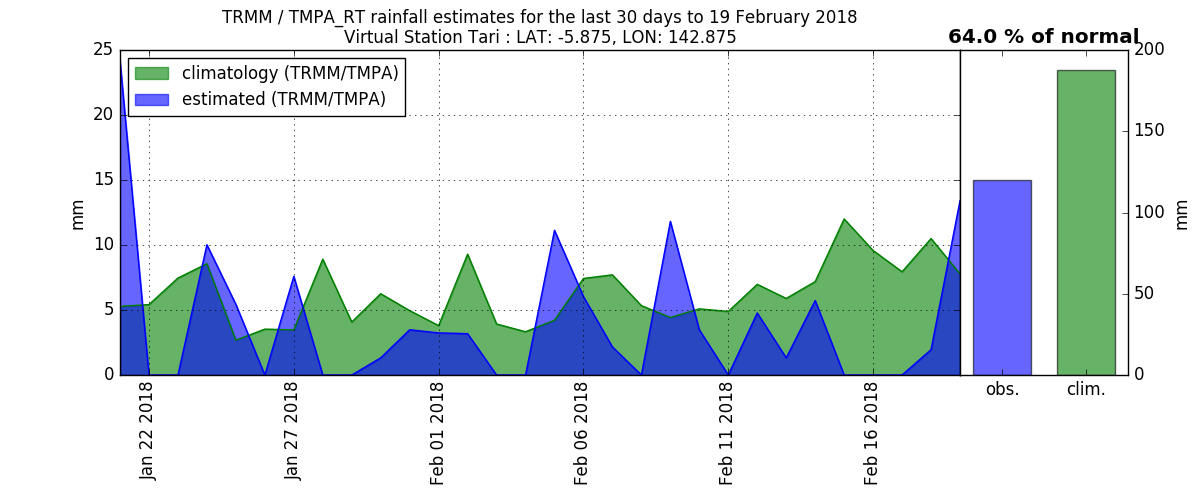 TRMM / TMPA_RT rainfall estimates for the last 30 days to 19 February 2018
Virtual Station Tari : LAT: -5.875, LON: 142.875
64.0 % of normal
climatology (TRMM/TMPA)
estimated (TRMM/TMPA)
25
20
15
10
5
0
mm
Jan 22 2018
Jan 27 2018
Feb 01 2018
Feb 06 2018
Feb 11 2018
Feb 16 2018
obs.
clim.
200
150
100
50
0
mm